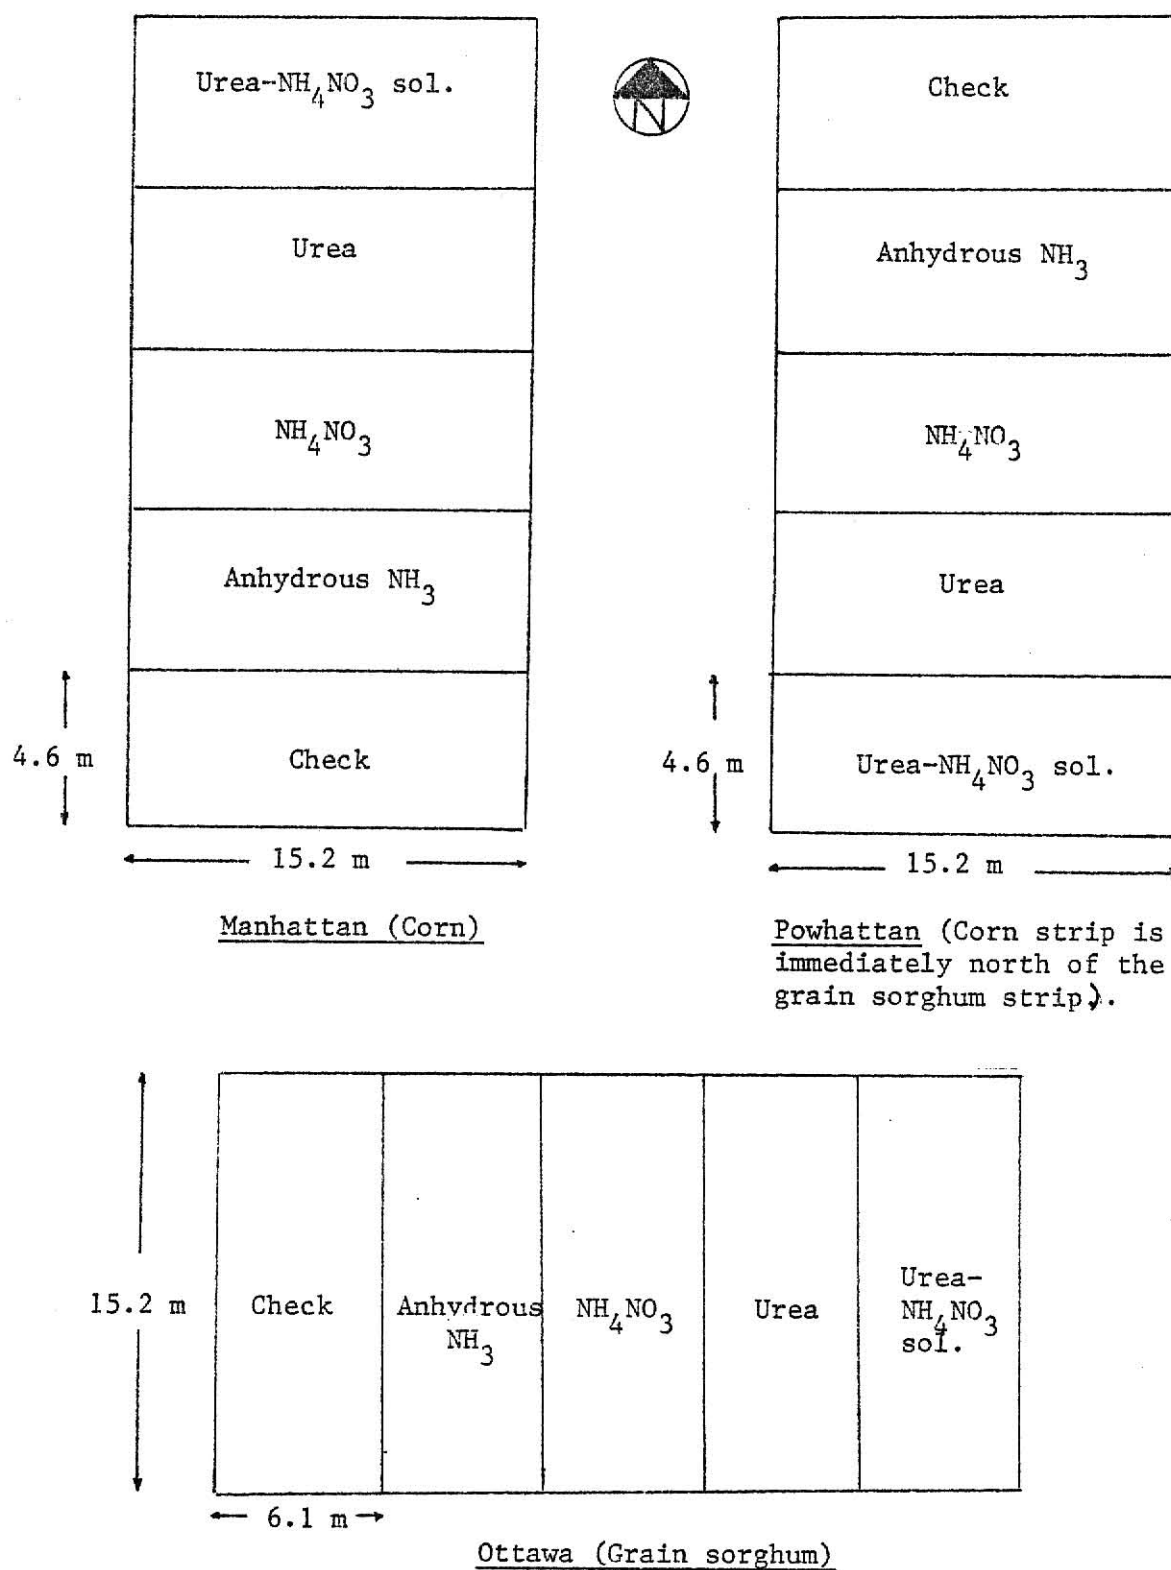 Urea-NH₄NO₃ sol.
Urea
NH₄NO₃
Anhydrous NH₃
Check
4.6 m
15.2 m
Manhattan (Corn)
N
Check
Anhydrous NH₃
NH₄NO₃
Urea
Urea-NH₄NO₃ sol.
4.6 m
15.2 m
Powhattan (Corn strip is
immediately north of the
grain sorghum strip).
15.2 m
Check
Anhydrous
NH₃
NH₄NO₃
Urea
Urea-
NH₄NO₃
sol.
6.1 m
Ottawa (Grain sorghum)